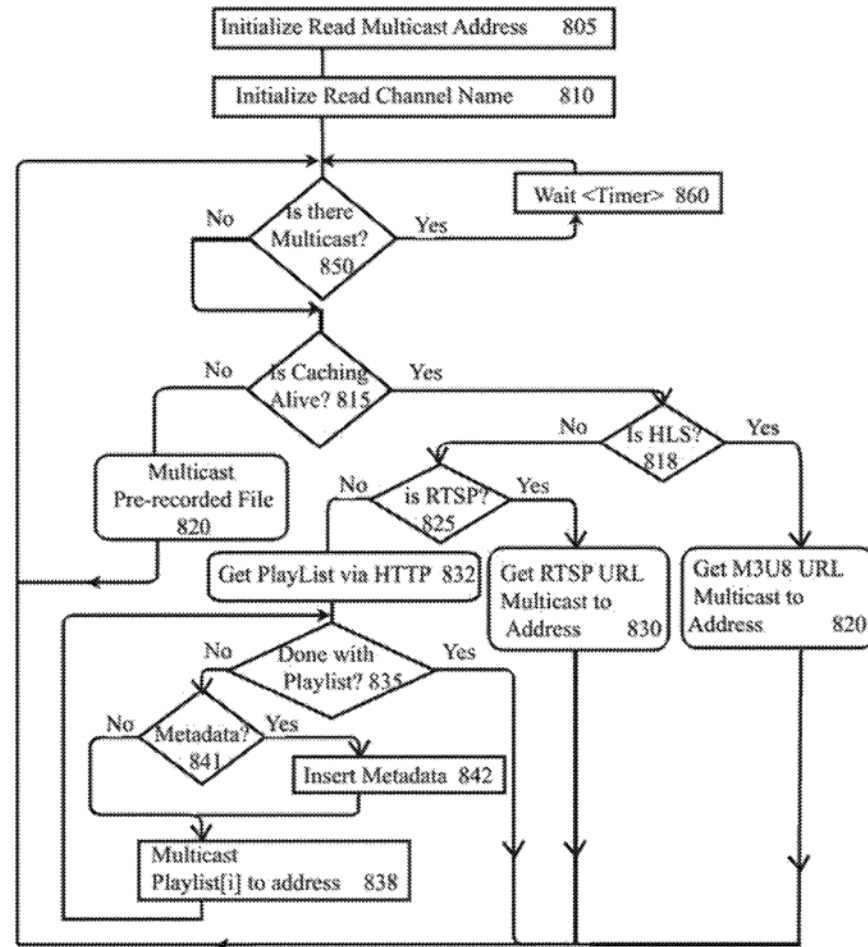 Initialize Read Multicast Address 805
Initialize Read Channel Name 810
Wait <Timer> 860
No
Is there
Multicast?
850
Yes
No
Is Caching
Alive? 815
Yes
No
Is HLS?
818
Yes
Multicast
Pre-recorded File
820
No
is RTSP?
825
Yes
Get PlayList via HTTP 832
Get RTSP URL
Multicast to
Address 830
Get M3U8 URL
Multicast to
Address 820
No
Done with
Playlist? 835
Yes
No
Metadata?
841
Yes
Insert Metadata 842
Multicast
Playlist[i] to address 838